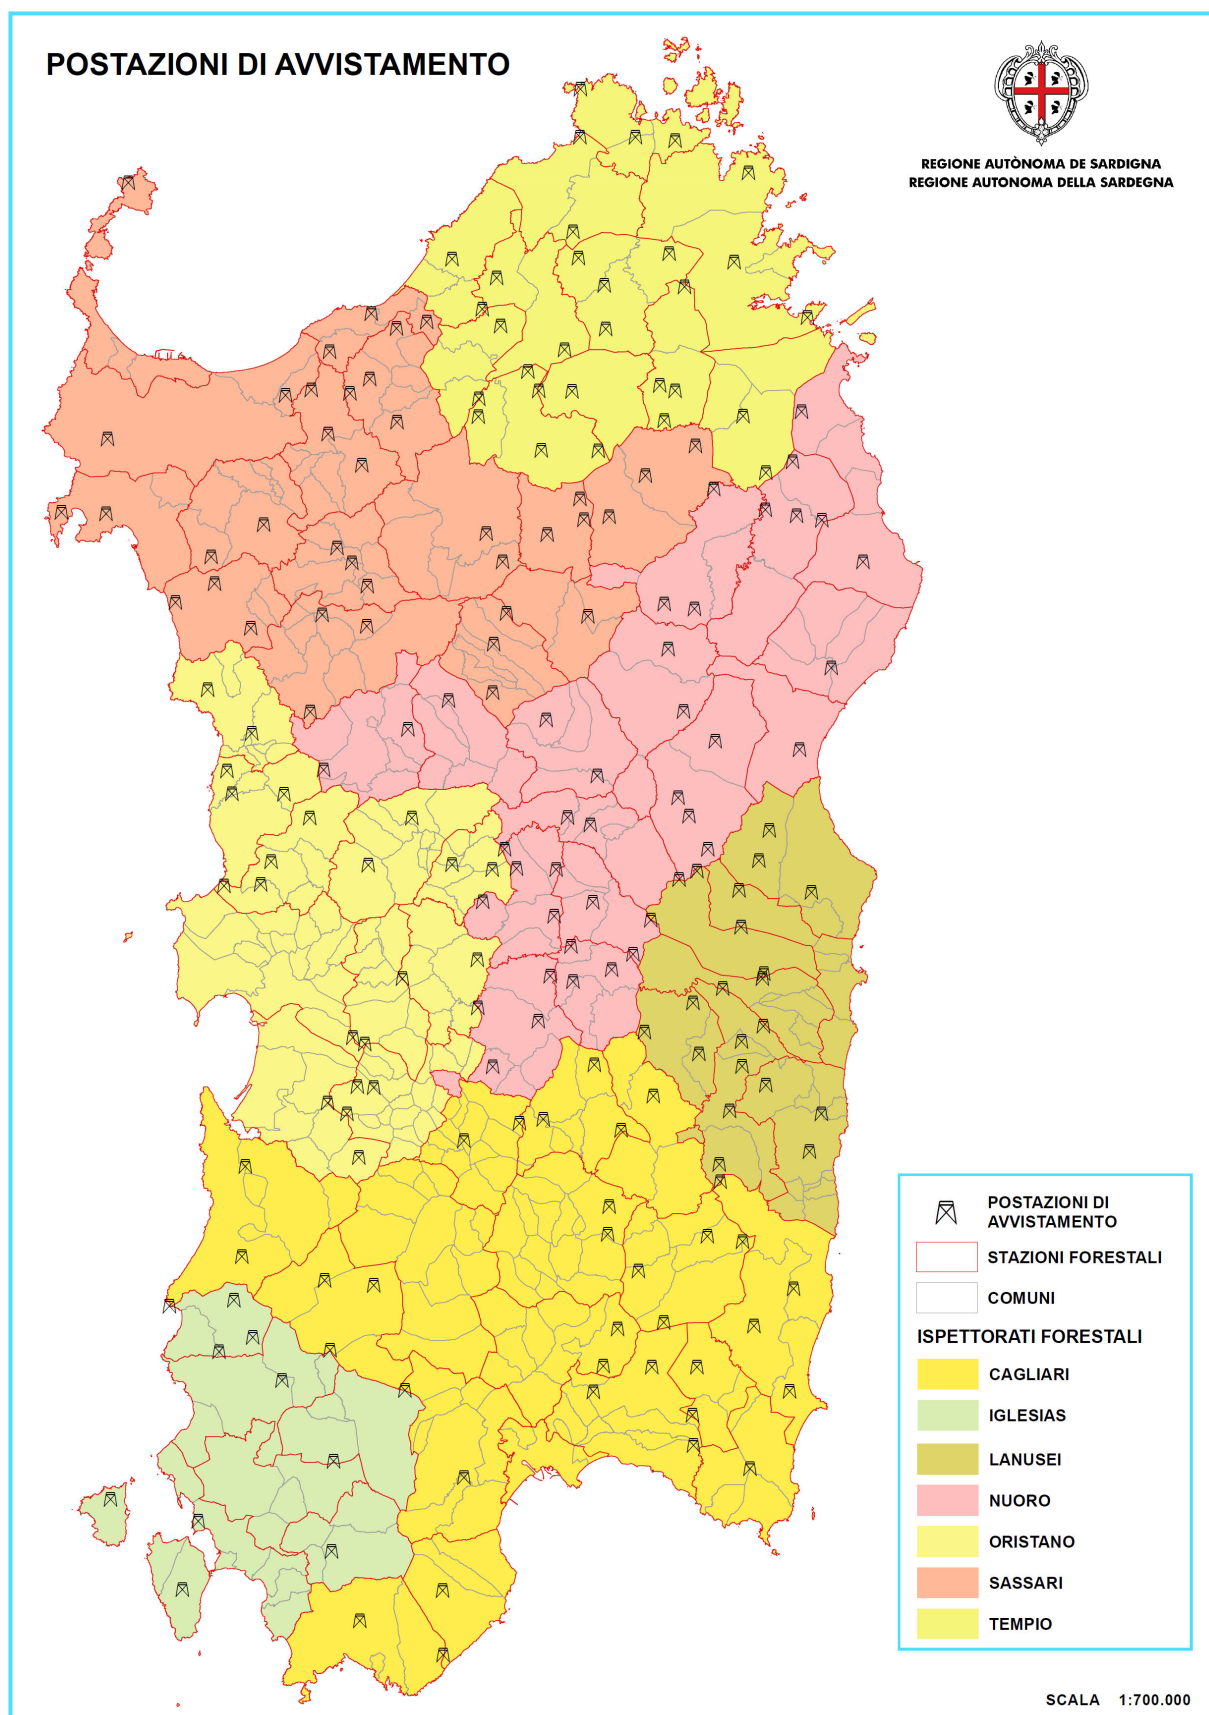 POSTAZIONI DI AVVISTAMENTO
REGIONE AUTÒNOMA DE SARDIGNA
REGIONE AUTONOMA DELLA SARDEGNA
POSTAZIONI DI
AVVISTAMENTO
STAZIONI FORESTALI
COMUNI
ISPETTORATI FORESTALI
CAGLIARI
IGLESIAS
LANUSEI
NUORO
ORISTANO
SASSARI
TEMPIO
SCALA 1:700.000